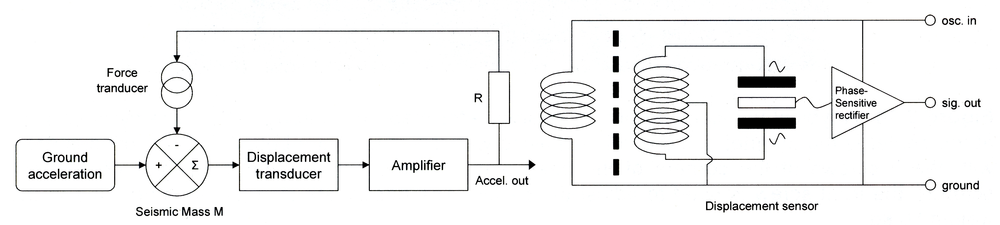 Force
tranducer
R
Ground
acceleration
-
+
Σ
Seismic Mass M
Displacement
transducer
Amplifier
Accel. out
osc. in
Phase-
Sensitive
rectifier
sig. out
ground
Displacement sensor